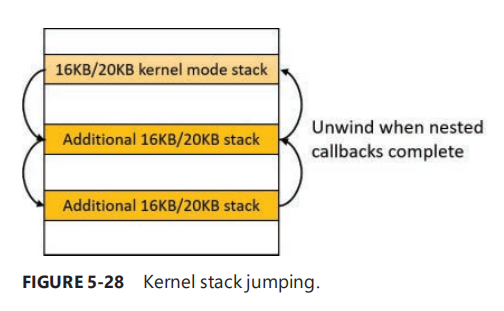 16KB/20KB kernel mode stack
Additional 16KB/20KB stack
Unwind when nested
callbacks complete
Additional 16KB/20KB stack
FIGURE 5-28 Kernel stack jumping.